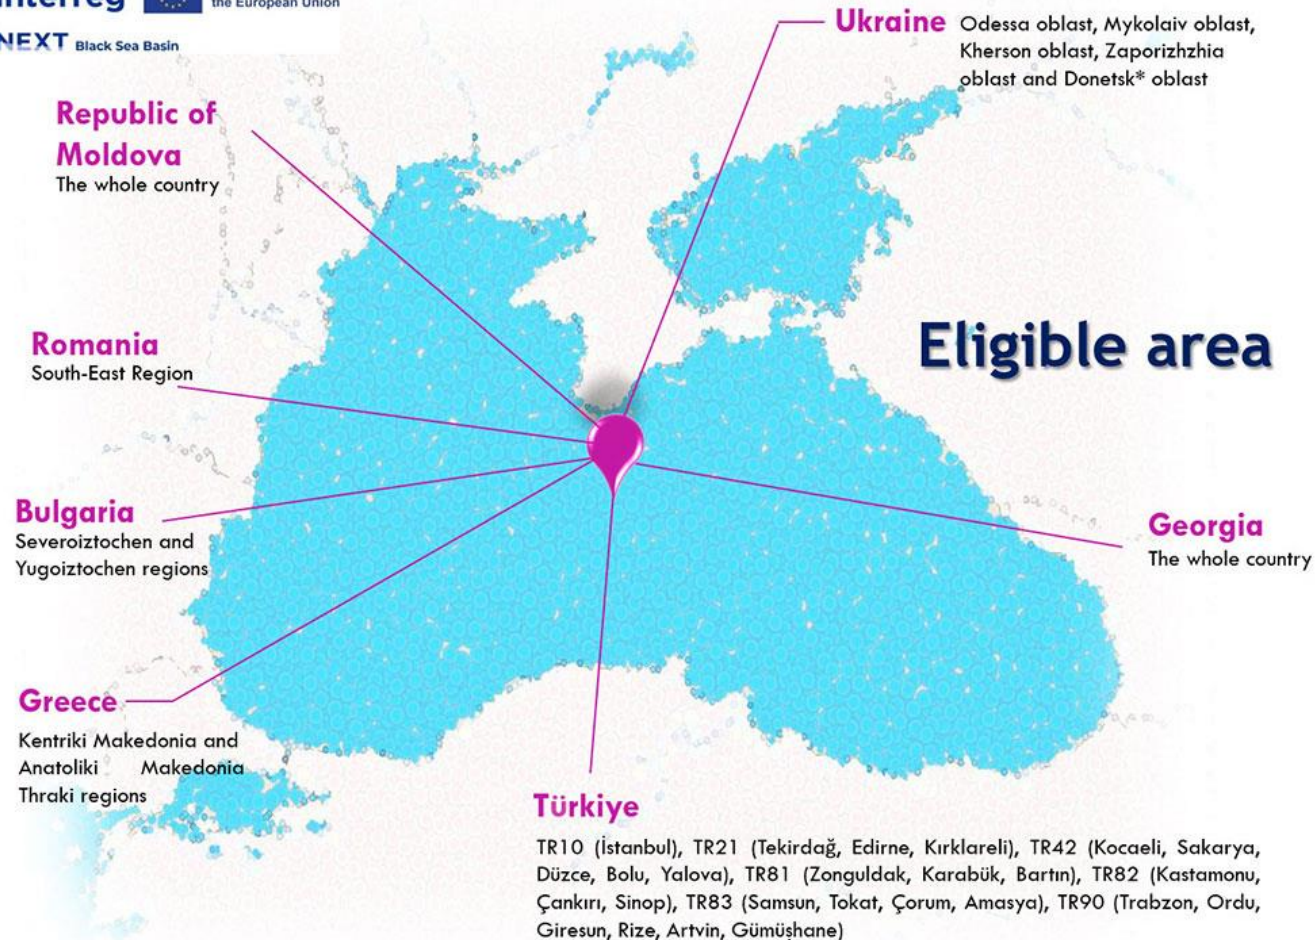 Interreg
the European Union
NEXT Black Sea Basin
Ukraine Odessa oblast, Mykolaiv oblast,
Kherson oblast, Zaporizhzhia
oblast and Donetsk* oblast
Republic of
Moldova
The whole country
Eligible area
Romania
South-East Region
Bulgaria
Severoiztochen and
Yugoiztochen regions
Georgia
The whole country
Greece
Kentriki Makedonia and
Anatoliki Makedonia
Thraki regions
Türkiye
TR10 (İstanbul), TR21 (Tekirdağ, Edirne, Kırklareli), TR42 (Kocaeli, Sakarya,
Düzce, Bolu, Yalova), TR81 (Zonguldak, Karabük, Bartın), TR82 (Kastamonu,
Çankırı, Sinop), TR83 (Samsun, Tokat, Çorum, Amasya), TR90 (Trabzon, Ordu,
Giresun, Rize, Artvin, Gümüşhane)